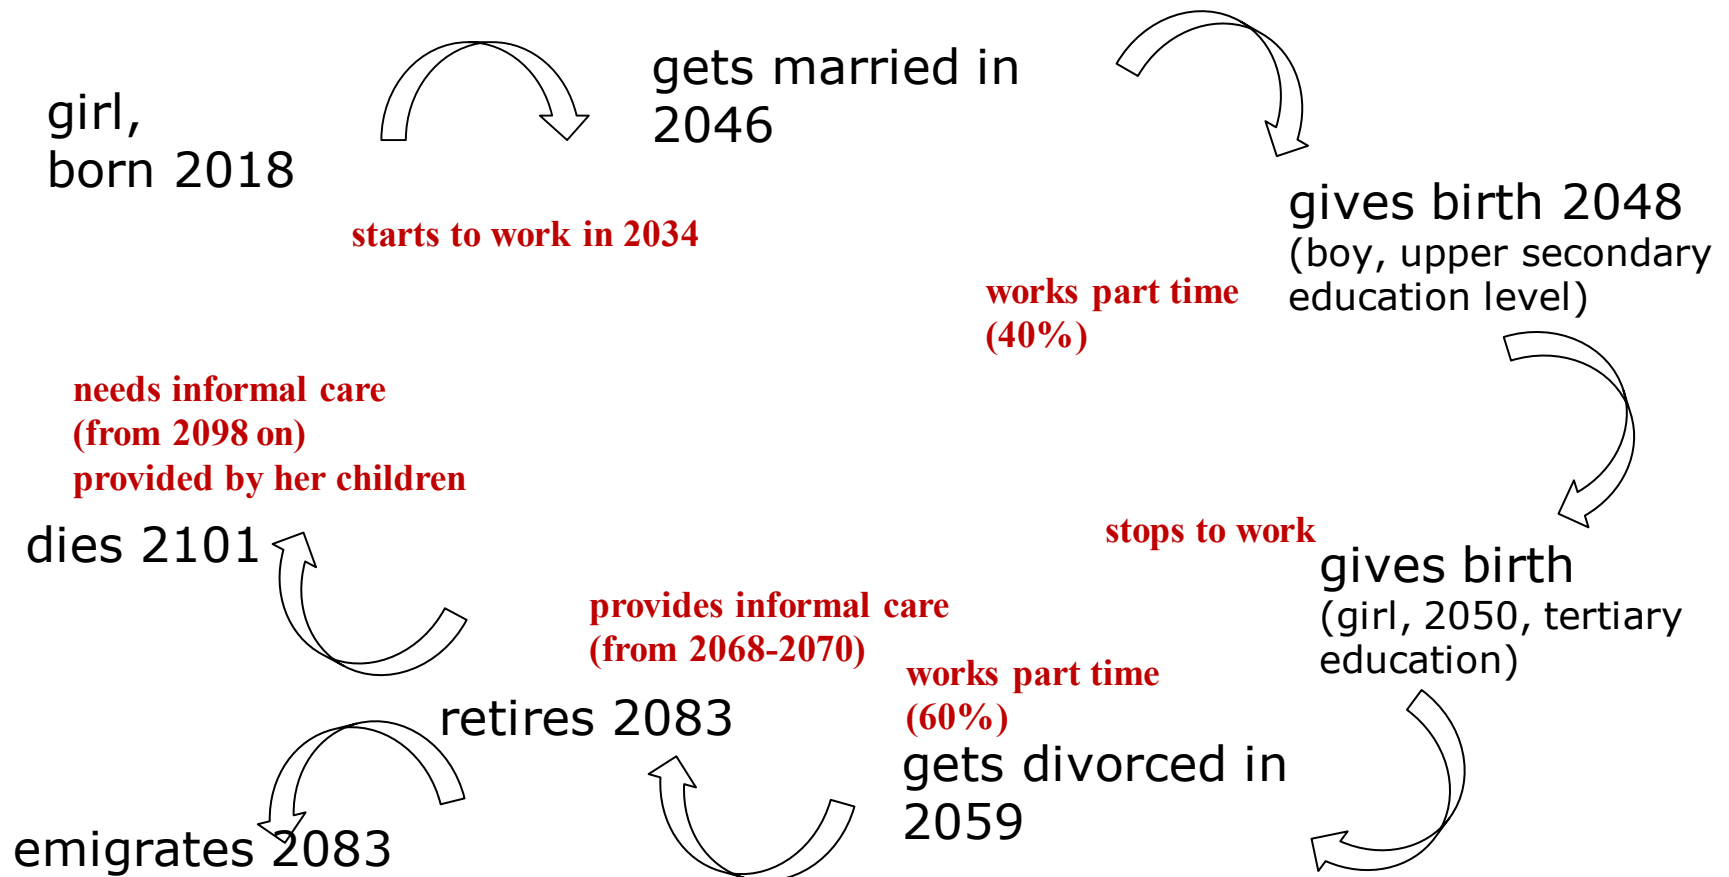 girl,
born 2018
starts to work in 2034
gets married in
2046
gives birth 2048
(boy, upper secondary
education level)
works part time
(40%)
gives birth
(girl, 2050, tertiary
education)
stops to work
gets divorced in
2059
works part time
(60%)
provides informal care
(from 2068-2070)
retires 2083
emigrates 2083
needs informal care
(from 2098 on)
provided by her children
dies 2101